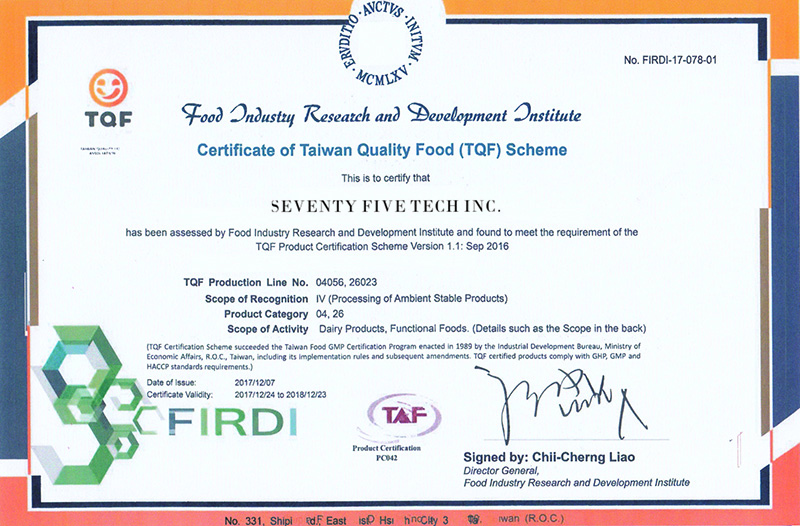 ERVDITIO · AVCTVS · INITVM · MCMLXV ·
No. FIRDI-17-078-01
TQF
Food Industry Research and Development Institute
Certificate of Taiwan Quality Food (TQF) Scheme
This is to certify that
SEVENTY FIVE TECH INC.
has been assessed by Food Industry Research and Development Institute and found to meet the requirement of the
TQF Product Certification Scheme Version 1.1: Sep 2016
TQF Production Line No. 04056, 26023
Scope of Recognition IV (Processing of Ambient Stable Products)
Product Category 04, 26
Scope of Activity Dairy Products, Functional Foods. (Details such as the Scope in the back)
(TQF Certification Scheme succeeded the Taiwan Food GMP Certification Program enacted in 1989 by the Industrial Development Bureau, Ministry of
Economic Affairs, R.O.C., Taiwan, including its implementation rules and subsequent amendments. TQF certified products comply with GHP, GMP and
HACCP standards requirements.)
Date of Issue: 2017/12/07
Certificate Validity: 2017/12/24 to 2018/12/23
FIRDI
TAF
Product Certification
PC042
Signed by: Chii-Cherng Liao
Director General,
Food Industry Research and Development Institute
No. 331, East (R.O.C.)